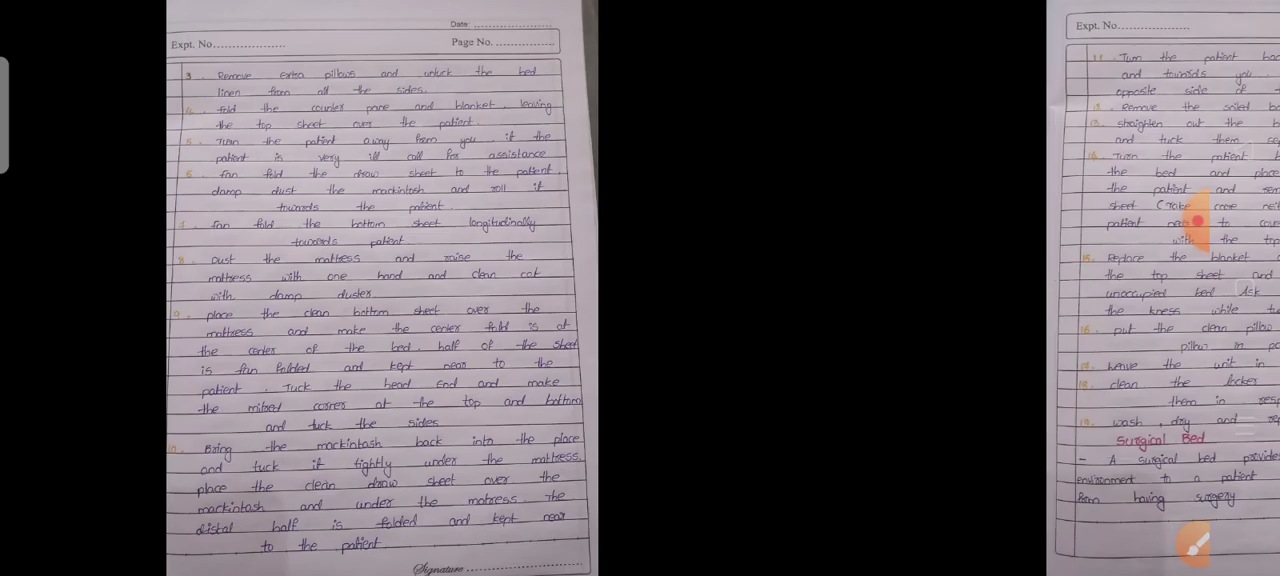 Date: ......................
Expt. No......................
Page No. ..................
3. Remove extra pillows and untuck the bed
linen from all the sides.
4. fold the counter pane and blanket, leaving
the top sheet over the patient.
5. Turn the patient away from you, if the
patient is very ill call for assistance
6. fan fold the draw sheet to the patient,
damp dust the mackintosh and roll it
towards the patient.
7. fan fold the bottom sheet longitudinally
towards patient.
8. Dust the mattress and raise the
mattress with one hand and clean cot
with damp duster.
9. place the clean bottom sheet over the
mattress and make the center fold is at
the center of the bed. half of the sheet
is fan folded and kept near to the
patient. Tuck the head end and make
the mitred corner at the top and bottom
and tuck the sides
10. Bring the mackintosh back into the place
and tuck it tightly under the mattress.
place the clean draw sheet over the
mackintosh and under the matress. The
distal half is folded and kept near
to the patient
Signature
Expt. No......................
11. Turn the patient
and towards you
opposite side of
12. Remove the soiled
13. straighten out the
and tuck them
14. Turn the patient
the bed and place
the patient and
sheet (Take care
patient to
with the top
15. Replace the blanket
the top sheet and
unoccupied bed Ask
the kness while
16. put the clean pillow
pillow in
17. Leave the unit in
18. clean the locker
them in
19. wash, dry and
Surgical Bed
- A surgical bed provides
environment to a patient
from having surgery